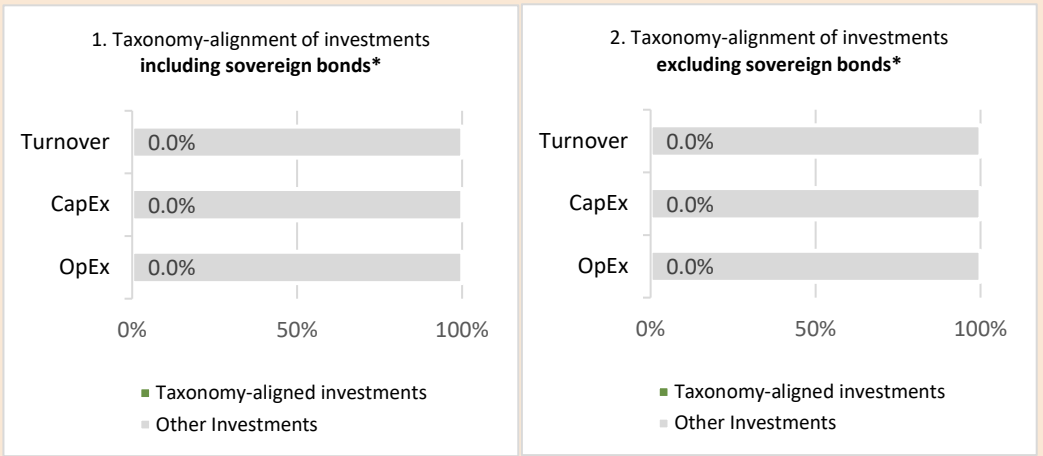 1. Taxonomy-alignment of investments
including sovereign bonds*
Turnover
0.0%
CapEx
0.0%
OpEx
0.0%
0%
50%
100%
Taxonomy-aligned investments
Other Investments
2. Taxonomy-alignment of investments
excluding sovereign bonds*
Turnover
0.0%
CapEx
0.0%
OpEx
0.0%
0%
50%
100%
Taxonomy-aligned investments
Other Investments